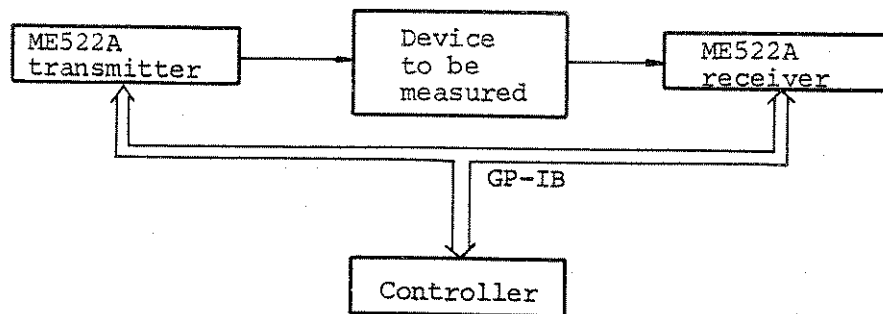 ME522A
transmitter
Device
to be
measured
ME522A
receiver
GP-IB
Controller